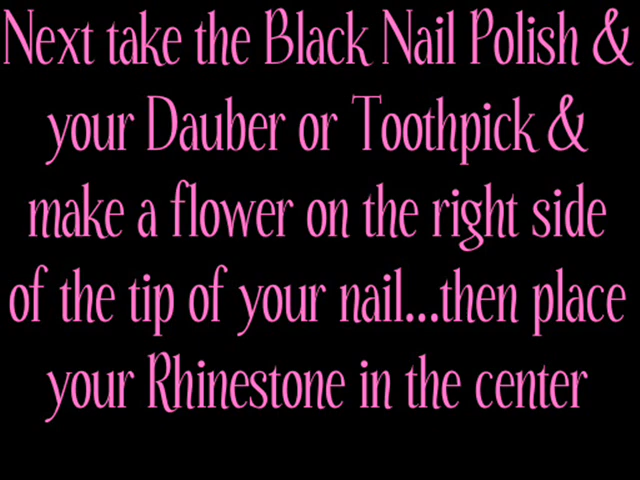 Next take the Black Nail Polish &
your Dauber or Toothpick &
make a flower on the right side
of the tip of your nail...then place
your Rhinestone in the center